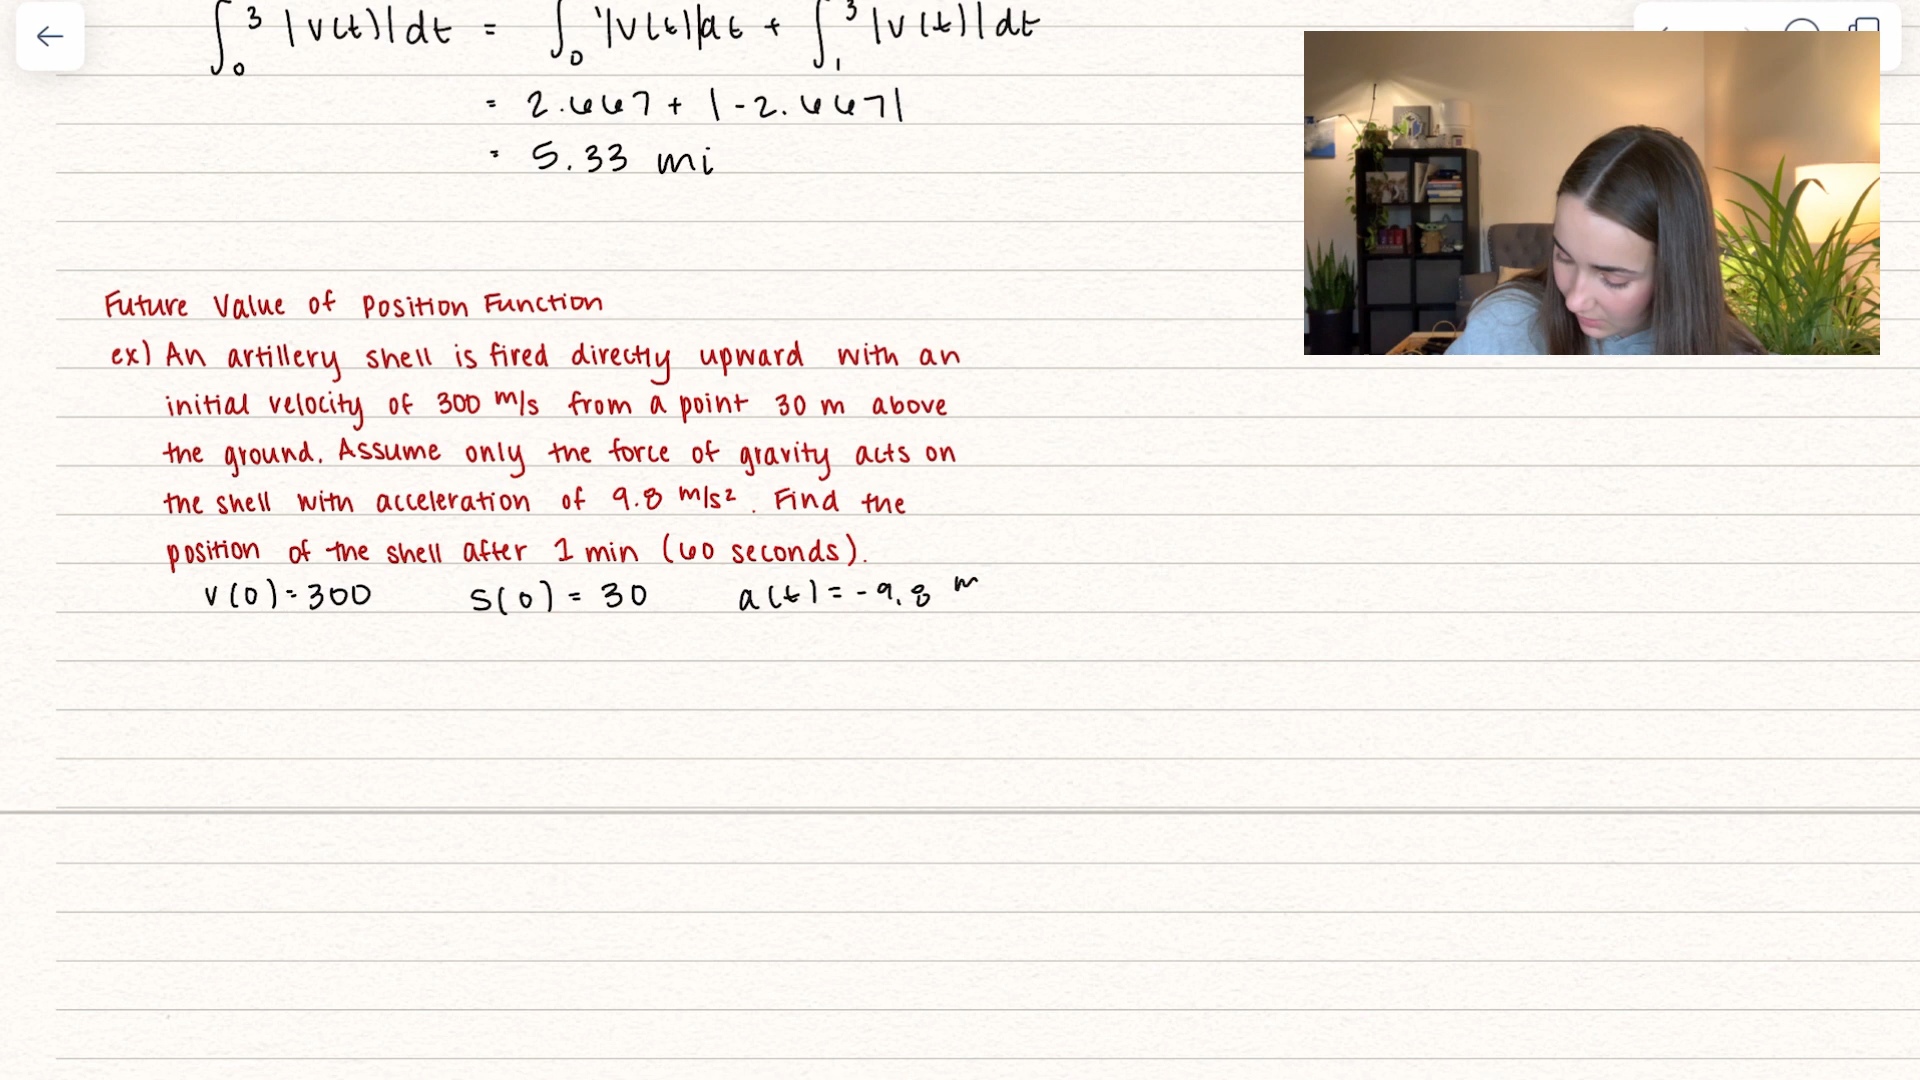 ∫₀³ |v(t)|dt = ∫₀¹|v(t)|dt + ∫₁³ |v(t)|dt
= 2.667 + |-2.667|
= 5.33 mi
Future Value of Position Function
ex) An artillery shell is fired directly upward with an
initial velocity of 300 m/s from a point 30 m above
the ground. Assume only the force of gravity acts on
the shell with acceleration of 9.8 m/s². Find the
position of the shell after 1 min (60 seconds).
v(0)=300 s(0)=30 a(t)=-9.8 m